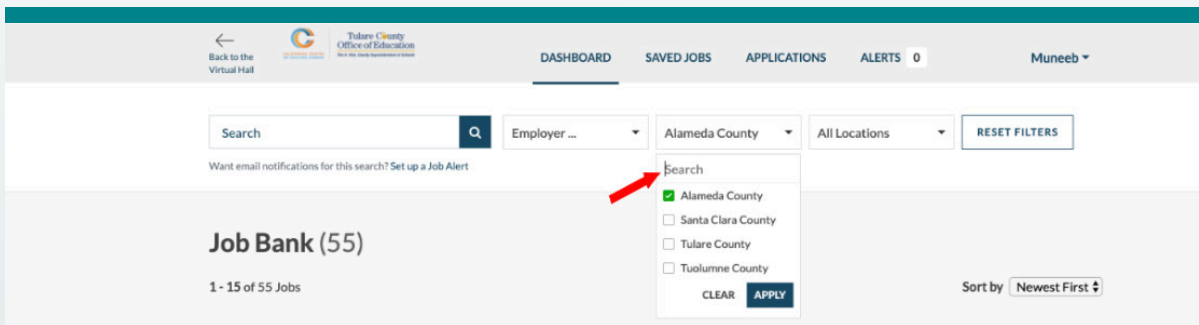 Back to the
Virtual Hall
Tulare County
Office of Education
DASHBOARD
SAVED JOBS
APPLICATIONS
ALERTS 0
Muneeb
Search
Employer ...
Alameda County
All Locations
RESET FILTERS
Want email notifications for this search? Set up a Job Alert
Search
Alameda County
Santa Clara County
Tulare County
Tuolumne County
CLEAR APPLY
Job Bank (55)
1 - 15 of 55 Jobs
Sort by Newest First